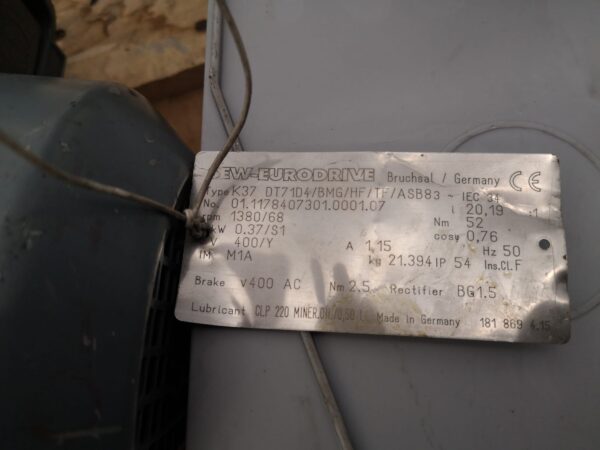 SEW-EURODRIVE Bruchsal / Germany CE
Type K37 DT71D4/BMG/HF/TF/ASB83 ~ IEC 34
No. 01.1178407301.0001.07 i 20,19 :1
rpm 1380/68 Nm 52
kW 0.37/S1 cosφ 0,76
V 400/Y A 1,15 Hz 50
IM M1A kg 21.394 IP 54 Ins.Cl.F
Brake V400 AC Nm 2.5 Rectifier BG1.5
Lubricant CLP 220 MINER.ÖL/0,50 L Made in Germany 181 869 4.15